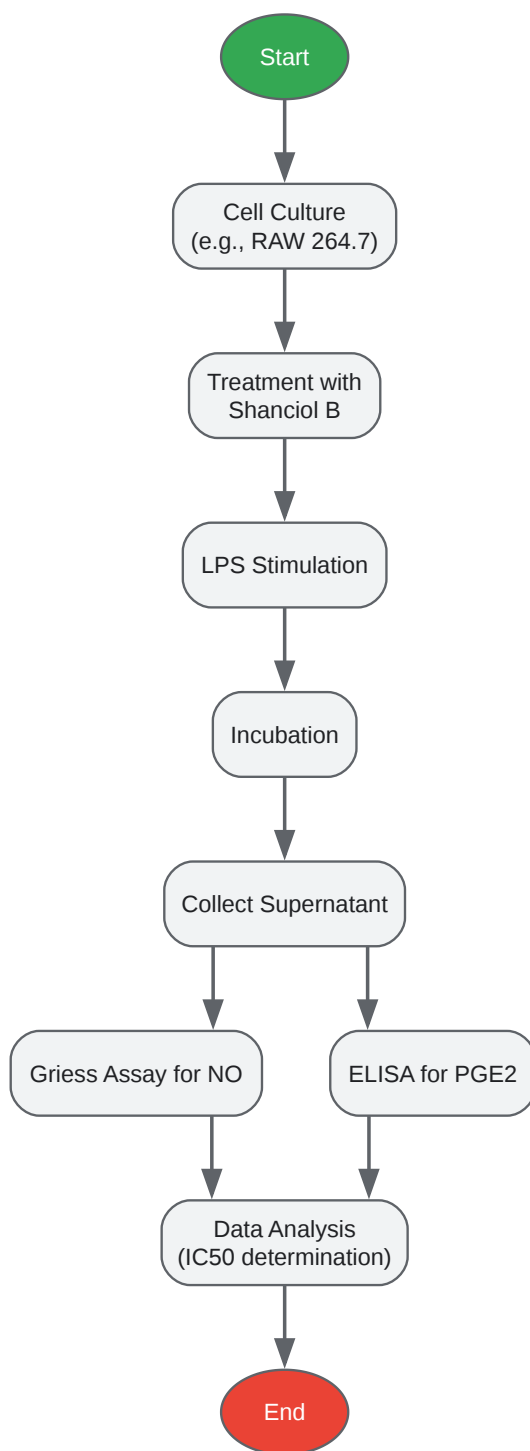 Start
Cell Culture
(e.g., RAW 264.7)
Treatment with
Shanciol B
LPS Stimulation
Incubation
Collect Supernatant
Griess Assay for NO
ELISA for PGE2
Data Analysis
(IC50 determination)
End